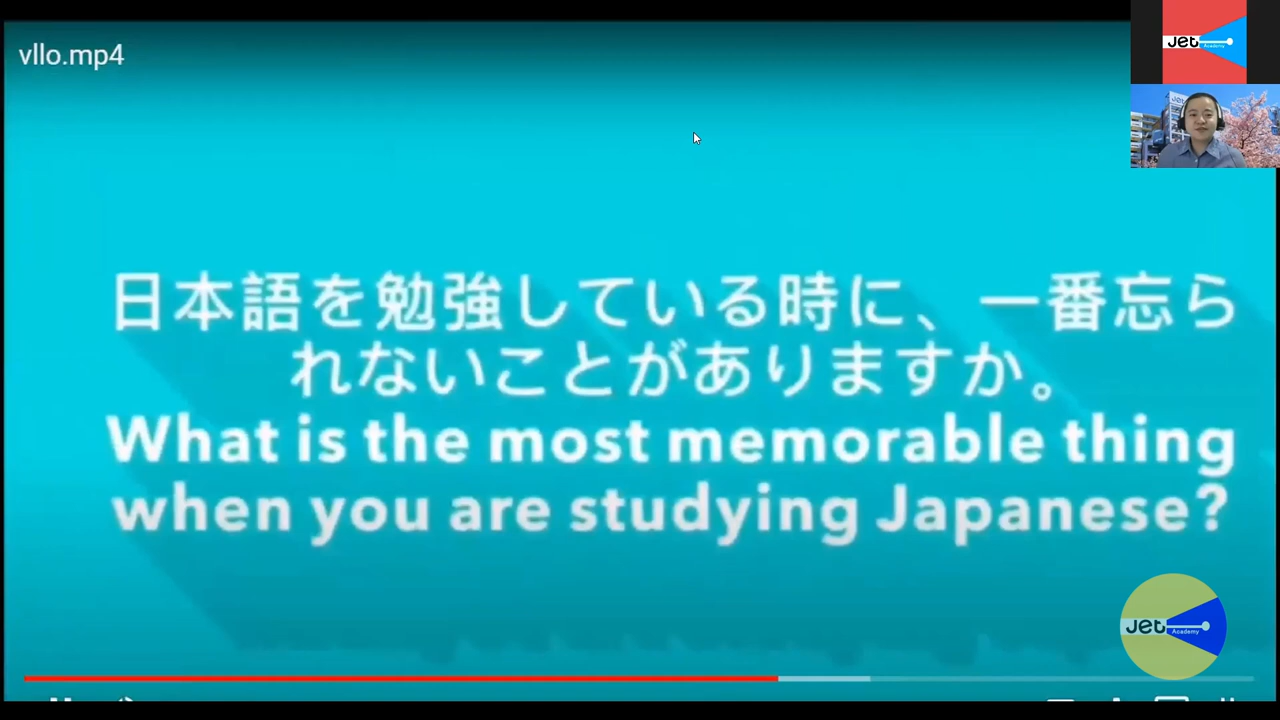 vllo.mp4
Jet
Academy
日本語を勉強している時に、一番忘ら
れないことがありますか。
What is the most memorable thing
when you are studying Japanese?
Jet
Academy